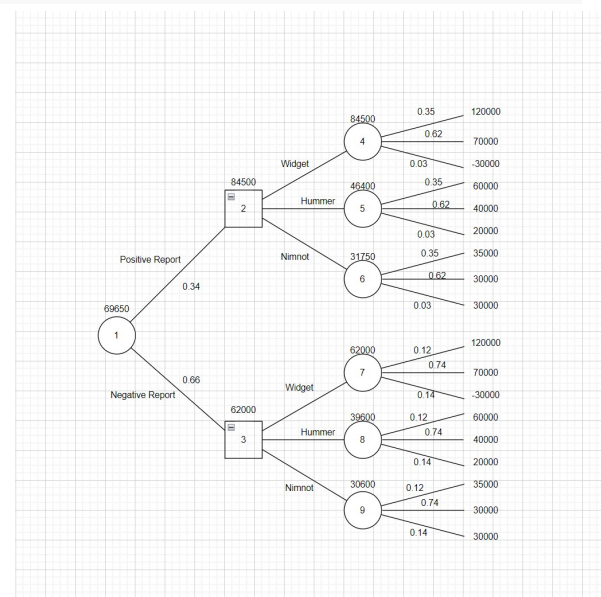 0.35 120000
84500
4 0.62 70000
Widget 0.03 -30000
84500 46400 0.35 60000
2 Hummer 5 0.62 40000
0.03 20000
Positive Report Nimnot 31750 0.35 35000
6 0.62 30000
0.34
0.03 30000
69650
1
0.12 120000
62000
0.66 7 0.74 70000
Negative Report Widget 0.14 -30000
62000 39600 0.12 60000
3 Hummer 8 0.74 40000
0.14 20000
Nimnot 30600 0.12 35000
9 0.74 30000
0.14 30000